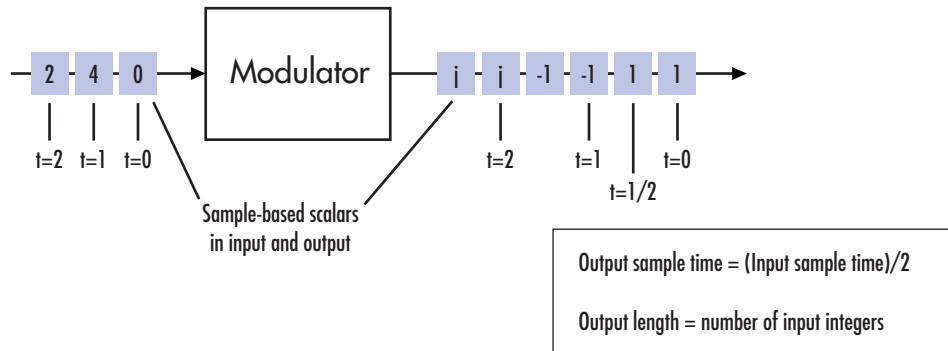 2 4 0 Modulator j j -1 -1 1 1
t=2 t=1 t=0 t=2 t=1 t=0
t=1/2
Sample-based scalars
in input and output
Output sample time = (Input sample time)/2
Output length = number of input integers